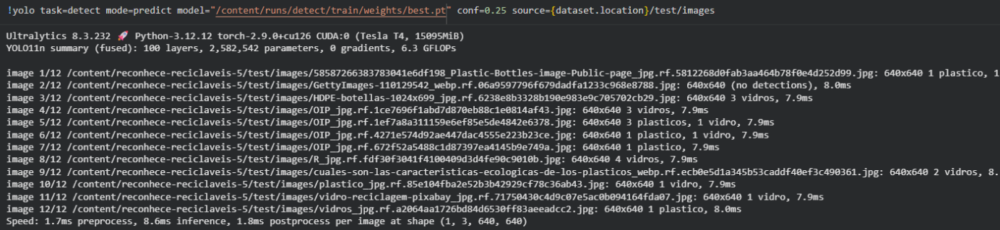 !yolo task=detect mode=predict model="/content/runs/detect/train/weights/best.pt" conf=0.25 source={dataset.location}/test/images
Ultralytics 8.3.232 🚀 Python-3.12.12 torch-2.9.0+cu126 CUDA:0 (Tesla T4, 15095MiB)
YOLO11n summary (fused): 100 layers, 2,582,542 parameters, 0 gradients, 6.3 GFLOPs
image 1/12 /content/reconhece-reciclaveis-5/test/images/58587266383783041e6df198_Plastic-Bottles-image-Public-page_jpg.rf.5812268d0fab3aa464b78f0e4d252d99.jpg: 640x640 1 plastico, 1
image 2/12 /content/reconhece-reciclaveis-5/test/images/GettyImages-110129542_webp.rf.06a9597796f679dadfa1233c968e8788.jpg: 640x640 (no detections), 8.0ms
image 3/12 /content/reconhece-reciclaveis-5/test/images/HDPE-botellas-1024x699_jpg.rf.6238e8b3328b190e983e9c705702cb29.jpg: 640x640 3 vidros, 7.9ms
image 4/12 /content/reconhece-reciclaveis-5/test/images/OIP_jpg.rf.1ce7696f1abd7d870eb88c1e0814af43.jpg: 640x640 3 vidros, 7.9ms
image 5/12 /content/reconhece-reciclaveis-5/test/images/OIP_jpg.rf.1ef7a8a311159e6ef85e5de4842e6378.jpg: 640x640 3 plasticos, 1 vidro, 7.9ms
image 6/12 /content/reconhece-reciclaveis-5/test/images/OIP_jpg.rf.4271e574d92ae447dac4555e223b23ce.jpg: 640x640 1 plastico, 1 vidro, 7.9ms
image 7/12 /content/reconhece-reciclaveis-5/test/images/OIP_jpg.rf.672f52a5488c1d87397ea4145b9e749a.jpg: 640x640 1 plastico, 7.9ms
image 8/12 /content/reconhece-reciclaveis-5/test/images/R_jpg.rf.fdf30f3041f4100409d3d4fe90c9010b.jpg: 640x640 4 vidros, 7.9ms
image 9/12 /content/reconhece-reciclaveis-5/test/images/cuales-son-las-caracteristicas-ecologicas-de-los-plasticos_webp.rf.ecb0e5d1a345b53caddf40ef3c490361.jpg: 640x640 2 vidros, 8.
image 10/12 /content/reconhece-reciclaveis-5/test/images/plastico_jpg.rf.85e104fba2e52b3b42929cf78c36ab43.jpg: 640x640 1 vidro, 7.9ms
image 11/12 /content/reconhece-reciclaveis-5/test/images/vidro-reciclagem-pixabay_jpg.rf.71750430c4d9c07e5ac0b094164fda07.jpg: 640x640 1 vidro, 7.9ms
image 12/12 /content/reconhece-reciclaveis-5/test/images/vidros_jpg.rf.a2064aa1726bd84d6530ff83aeeadcc2.jpg: 640x640 1 plastico, 8.0ms
Speed: 1.7ms preprocess, 8.6ms inference, 1.8ms postprocess per image at shape (1, 3, 640, 640)